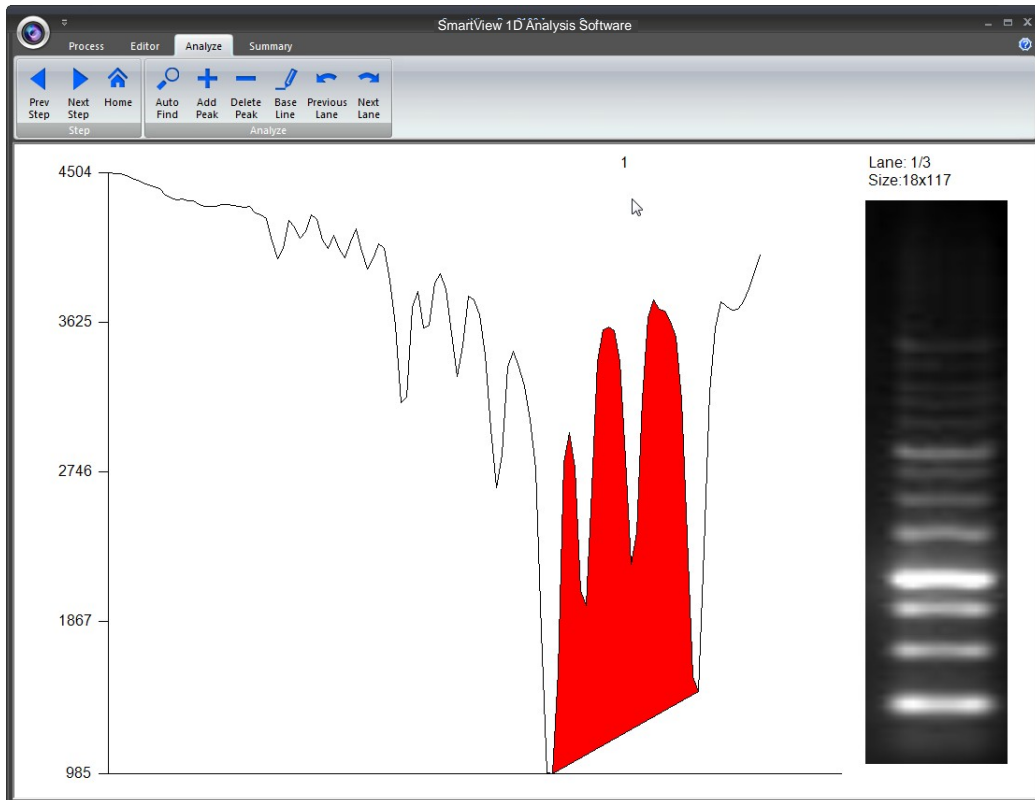 SmartView 1D Analysis Software
Process Editor Analyze Summary
Prev Step
Next Step
Home
Auto Find
Add Peak
Delete Peak
Base Line
Previous Lane
Next Lane
Step
Analyze
1
Lane: 1/3
Size:18x117
4504
3625
2746
1867
985